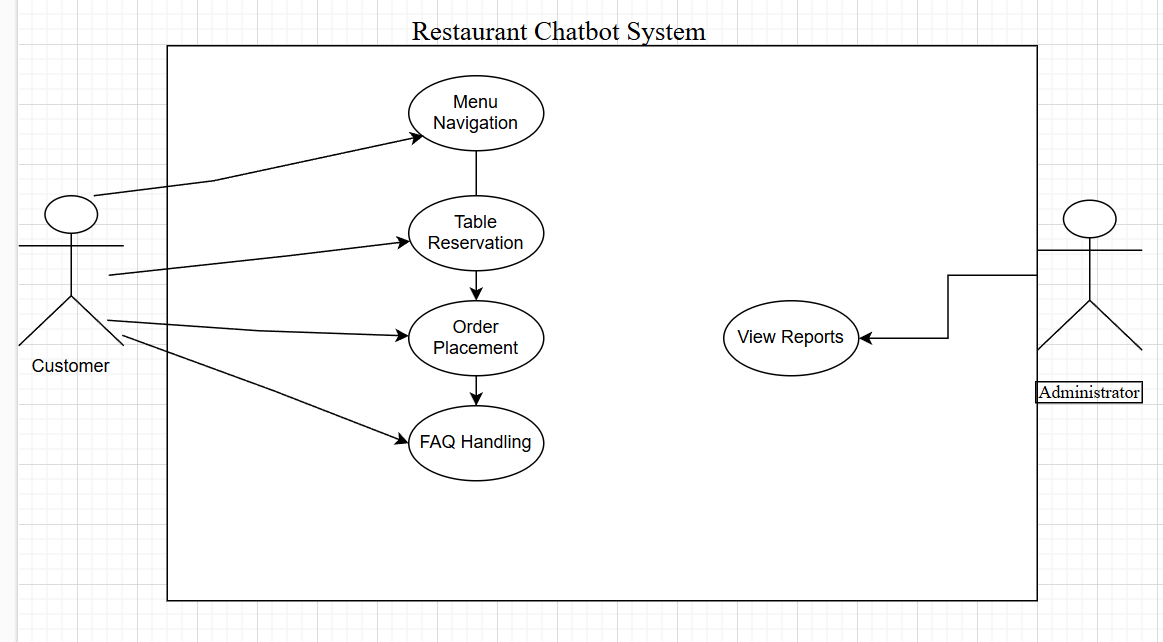 Restaurant Chatbot System
Menu
Navigation
Table
Reservation
Order
Placement
FAQ Handling
View Reports
Customer
Administrator